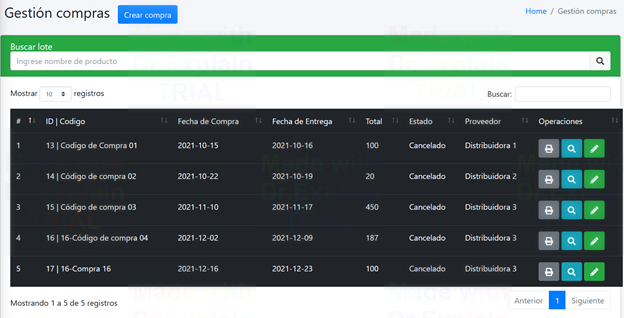 Gestión compras Crear compra Home / Gestión compras
Buscar lote
Ingrese nombre de producto
Mostrar 10 registros Buscar:
# ID | Codigo Fecha de Compra Fecha de Entrega Total Estado Proveedor Operaciones
1 13 | Codigo de Compra 01 2021-10-15 2021-10-16 100 Cancelado Distribuidora 1
2 14 | Código de compra 02 2021-10-22 2021-10-19 20 Cancelado Distribuidora 2
3 15 | Código de compra 03 2021-11-10 2021-11-17 450 Cancelado Distribuidora 3
4 16 | 16-Código de compra 04 2021-12-02 2021-12-09 187 Cancelado Distribuidora 3
5 17 | 16-Compra 16 2021-12-16 2021-12-23 100 Cancelado Distribuidora 3
Mostrando 1 a 5 de 5 registros Anterior 1 Siguiente
Made with
Dr.Explain
TRIAL